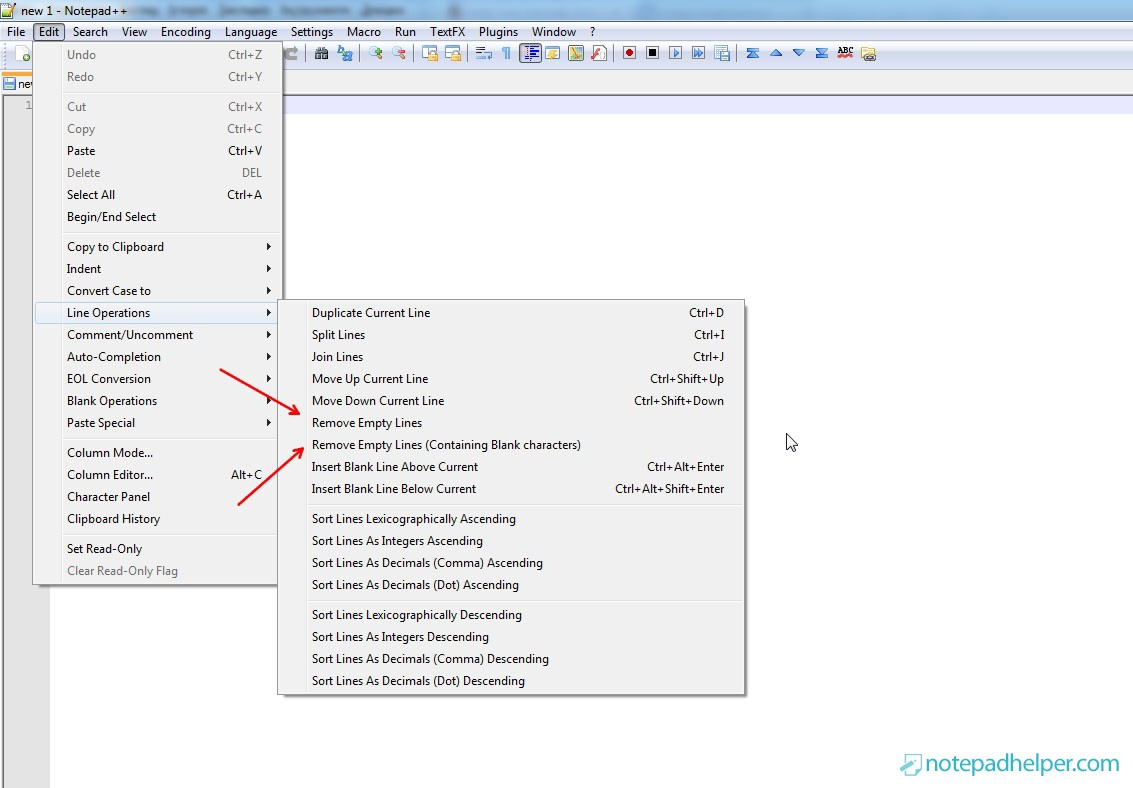 new 1 - Notepad++
File Edit Search View Encoding Language Settings Macro Run TextFX Plugins Window ?
ABC
new
1
Undo Ctrl+Z
Redo Ctrl+Y
Cut Ctrl+X
Copy Ctrl+C
Paste Ctrl+V
Delete DEL
Select All Ctrl+A
Begin/End Select
Copy to Clipboard
Indent
Convert Case to
Line Operations
Comment/Uncomment
Auto-Completion
EOL Conversion
Blank Operations
Paste Special
Column Mode...
Column Editor... Alt+C
Character Panel
Clipboard History
Set Read-Only
Clear Read-Only Flag
Duplicate Current Line Ctrl+D
Split Lines Ctrl+I
Join Lines Ctrl+J
Move Up Current Line Ctrl+Shift+Up
Move Down Current Line Ctrl+Shift+Down
Remove Empty Lines
Remove Empty Lines (Containing Blank characters)
Insert Blank Line Above Current Ctrl+Alt+Enter
Insert Blank Line Below Current Ctrl+Alt+Shift+Enter
Sort Lines Lexicographically Ascending
Sort Lines As Integers Ascending
Sort Lines As Decimals (Comma) Ascending
Sort Lines As Decimals (Dot) Ascending
Sort Lines Lexicographically Descending
Sort Lines As Integers Descending
Sort Lines As Decimals (Comma) Descending
Sort Lines As Decimals (Dot) Descending
notepadhelper.com